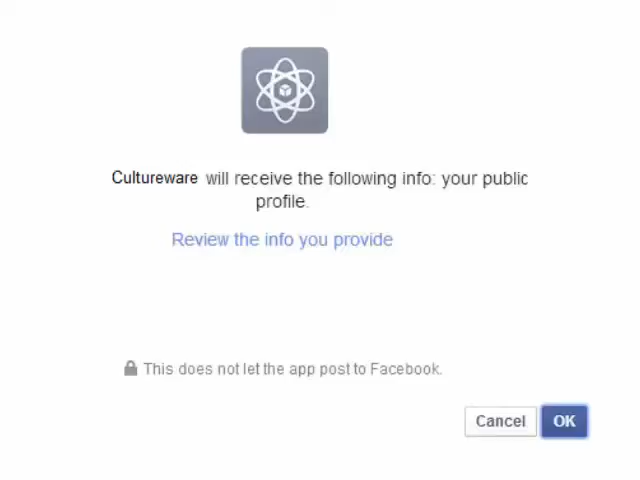 Cultureware will receive the following info: your public
profile.
Review the info you provide
This does not let the app post to Facebook.
Cancel OK